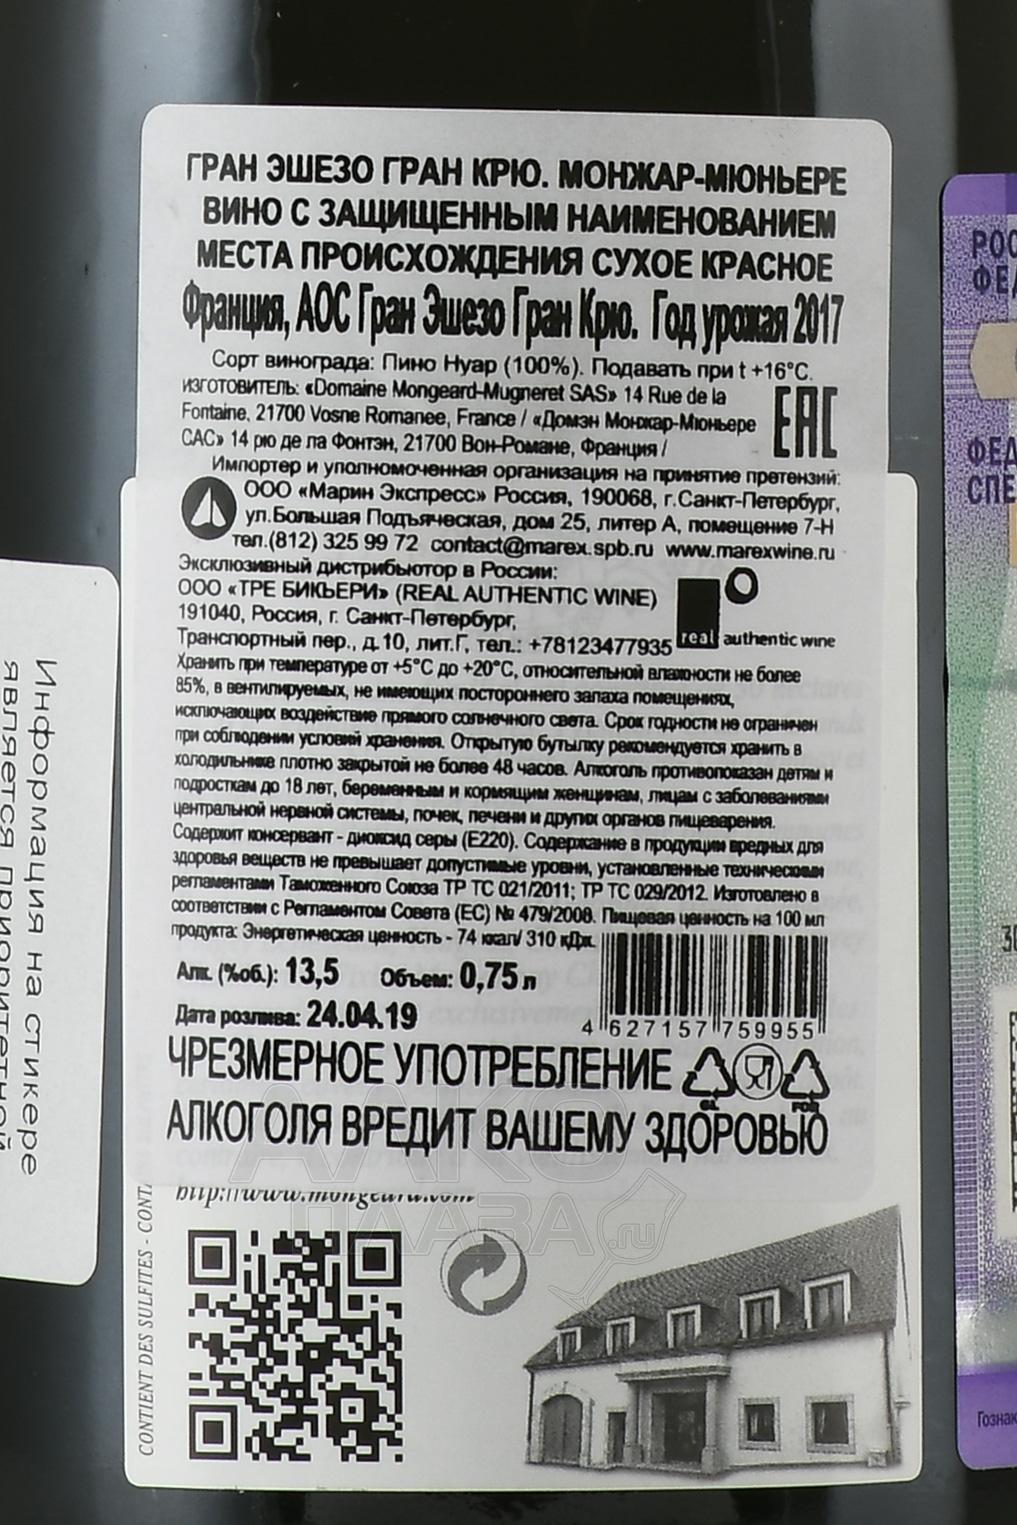 ГРАН ЭШЕЗО ГРАН КРЮ. МОНЖАР-МЮНЬЕРЕ
ВИНО С ЗАЩИЩЕННЫМ НАИМЕНОВАНИЕМ
МЕСТА ПРОИСХОЖДЕНИЯ СУХОЕ КРАСНОЕ
Франция, АОС Гран Эшезо Гран Крю. Год урожая 2017
Сорт винограда: Пино Нуар (100%). Подавать при t +16°C.
ИЗГОТОВИТЕЛЬ: «Domaine Mongeard-Mugneret SAS» 14 Rue de la
Fontaine, 21700 Vosne Romanee, France / «Домэн Монжар-Мюньере
САС» 14 рю де ла Фонтэн, 21700 Вон-Романе, Франция /
EAC
Импортер и уполномоченная организация на принятие претензий:
ООО «Марин Экспресс» Россия, 190068, г.Санкт-Петербург,
ул.Большая Подъяческая, дом 25, литер А, помещение 7-Н
тел.(812) 325 99 72 contact@marex.spb.ru www.marexwine.ru
Эксклюзивный дистрибьютор в России:
ООО «ТРЕ БИКЬЕРИ» (REAL AUTHENTIC WINE)
191040, Россия, г. Санкт-Петербург,
Транспортный пер., д.10, лит.Г, тел.: +78123477935
real authentic wine
Хранить при температуре от +5°C до +20°C, относительной влажности не более
85%, в вентилируемых, не имеющих постороннего запаха помещениях,
исключающих воздействие прямого солнечного света. Срок годности не ограничен
при соблюдении условий хранения. Открытую бутылку рекомендуется хранить в
холодильнике плотно закрытой не более 48 часов. Алкоголь противопоказан детям и
подросткам до 18 лет, беременным и кормящим женщинам, лицам с заболеваниями
центральной нервной системы, почек, печени и других органов пищеварения.
Содержит консервант - диоксид серы (Е220). Содержание в продукции вредных для
здоровья веществ не превышает допустимые уровни, установленные техническими
регламентами Таможенного Союза ТР ТС 021/2011; ТР ТС 029/2012. Изготовлено в
соответствии с Регламентом Совета (ЕС) № 479/2008. Пищевая ценность на 100 мл
продукта: Энергетическая ценность - 74 ккал/ 310 кДж.
Алк. (%об.): 13,5 Объем: 0,75 л
Дата розлива: 24.04.19
4 627157 759955
ЧРЕЗМЕРНОЕ УПОТРЕБЛЕНИЕ
АЛКОГОЛЯ ВРЕДИТ ВАШЕМУ ЗДОРОВЬЮ
GL
FOR
http://www.mongeard.com
CONTIENT DES SULFITES - CONTA
Информация на стикере
является приоритетной
АЛКО
ПЛАЗА
.ru
РОС
ФЕД
ФЕД
СПЕ
Гознак